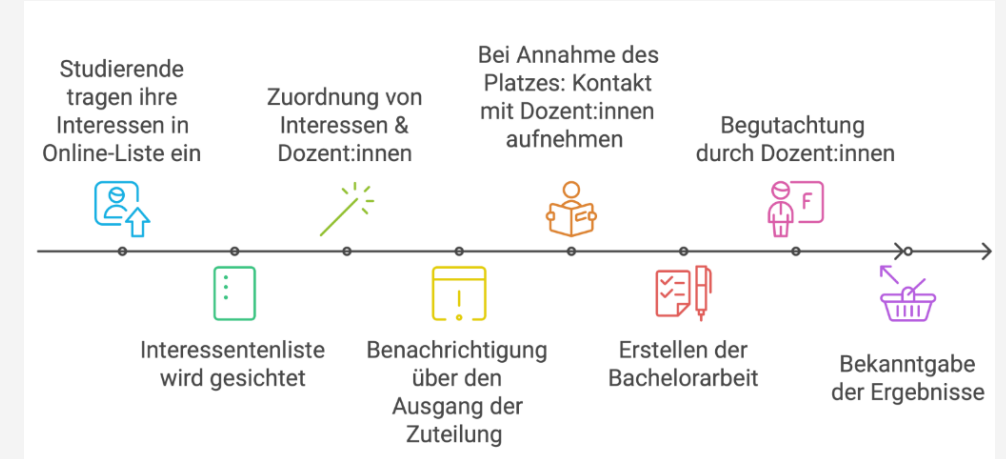 Studierende
tragen ihre
Interessen in
Online-Liste ein
Interessentenliste
wird gesichtet
Zuordnung von
Interessen &
Dozent:innen
Benachrichtigung
über den
Ausgang der
Zuteilung
Bei Annahme des
Platzes: Kontakt
mit Dozent:innen
aufnehmen
Erstellen der
Bachelorarbeit
Begutachtung
durch Dozent:innen
F
Bekanntgabe
der Ergebnisse